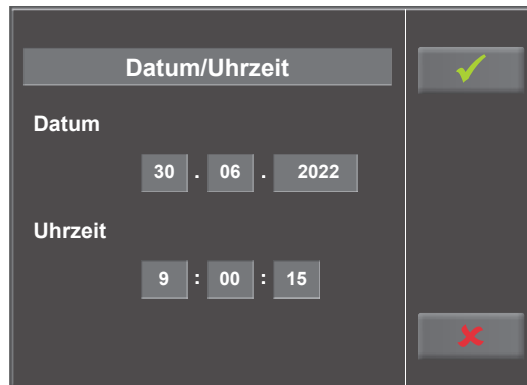 Datum/Uhrzeit
Datum
30 . 06 . 2022
Uhrzeit
9 : 00 : 15